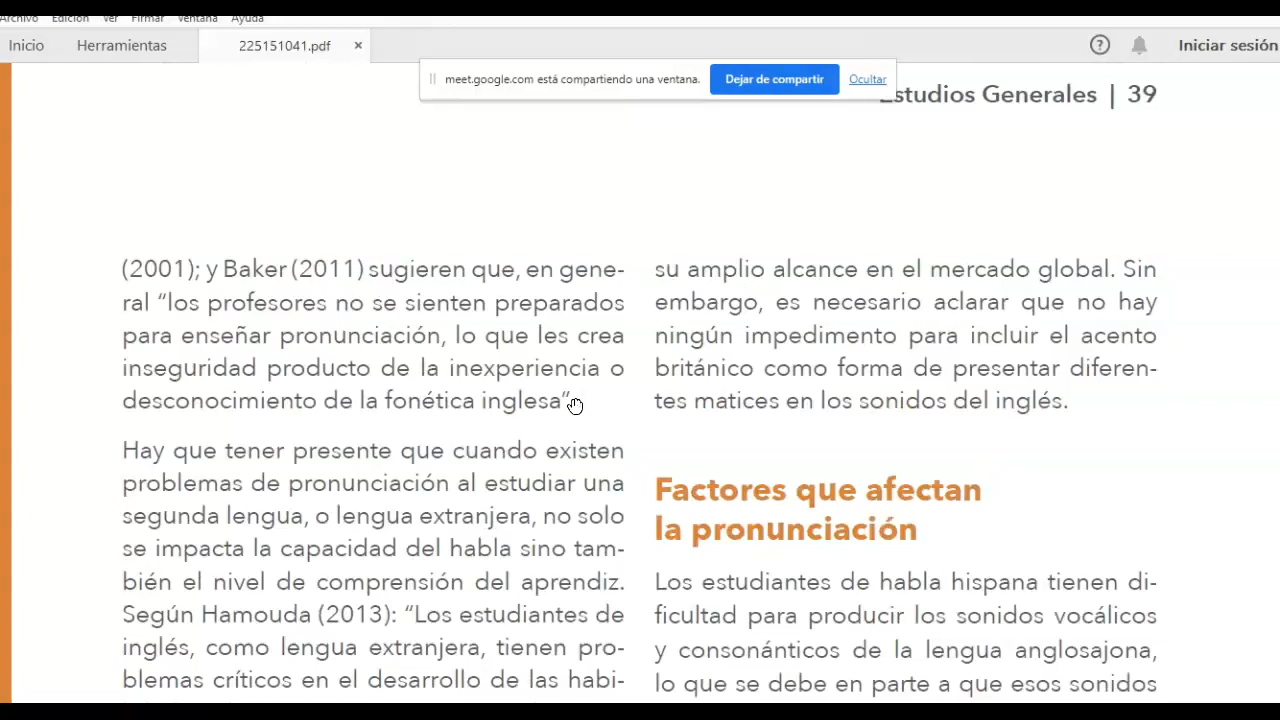 Archivo Edición Ver Firmar Ventana Ayuda
Inicio Herramientas 225151041.pdf × ? Iniciar sesión
meet.google.com está compartiendo una ventana. Dejar de compartir Ocultar
Estudios Generales | 39
(2001); y Baker (2011) sugieren que, en gene-
ral “los profesores no se sienten preparados
para enseñar pronunciación, lo que les crea
inseguridad producto de la inexperiencia o
desconocimiento de la fonética inglesa”
Hay que tener presente que cuando existen
problemas de pronunciación al estudiar una
segunda lengua, o lengua extranjera, no solo
se impacta la capacidad del habla sino tam-
bién el nivel de comprensión del aprendiz.
Según Hamouda (2013): “Los estudiantes de
inglés, como lengua extranjera, tienen pro-
blemas críticos en el desarrollo de las habi-
su amplio alcance en el mercado global. Sin
embargo, es necesario aclarar que no hay
ningún impedimento para incluir el acento
británico como forma de presentar diferen-
tes matices en los sonidos del inglés.
Factores que afectan
la pronunciación
Los estudiantes de habla hispana tienen di-
ficultad para producir los sonidos vocálicos
y consonánticos de la lengua anglosajona,
lo que se debe en parte a que esos sonidos